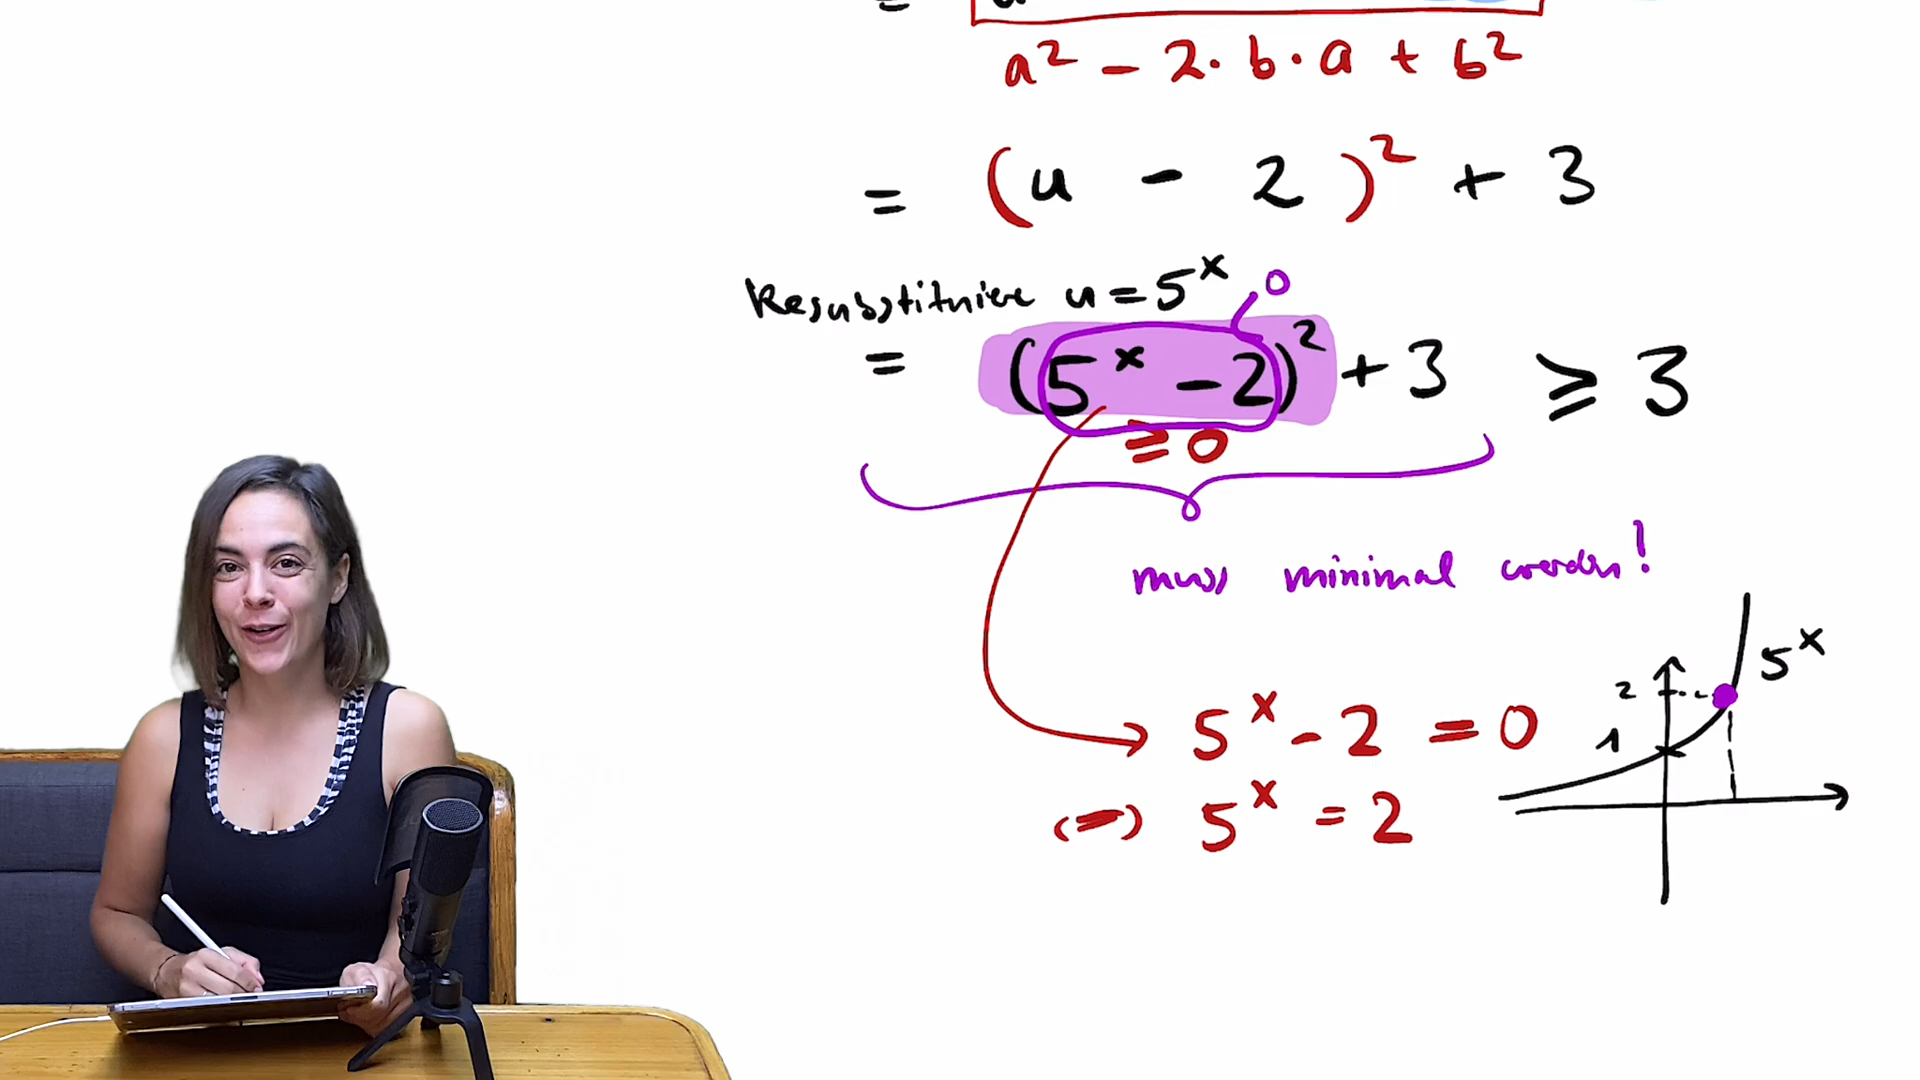 =
a² - 2 · b · a + b²
= (u - 2)² + 3
Resubstituiere u = 5ˣ
0
= (5ˣ - 2)² + 3 ≥ 3
≥ 0
muss minimal werden!
5ˣ - 2 = 0
⇔ 5ˣ = 2
5ˣ
2
1